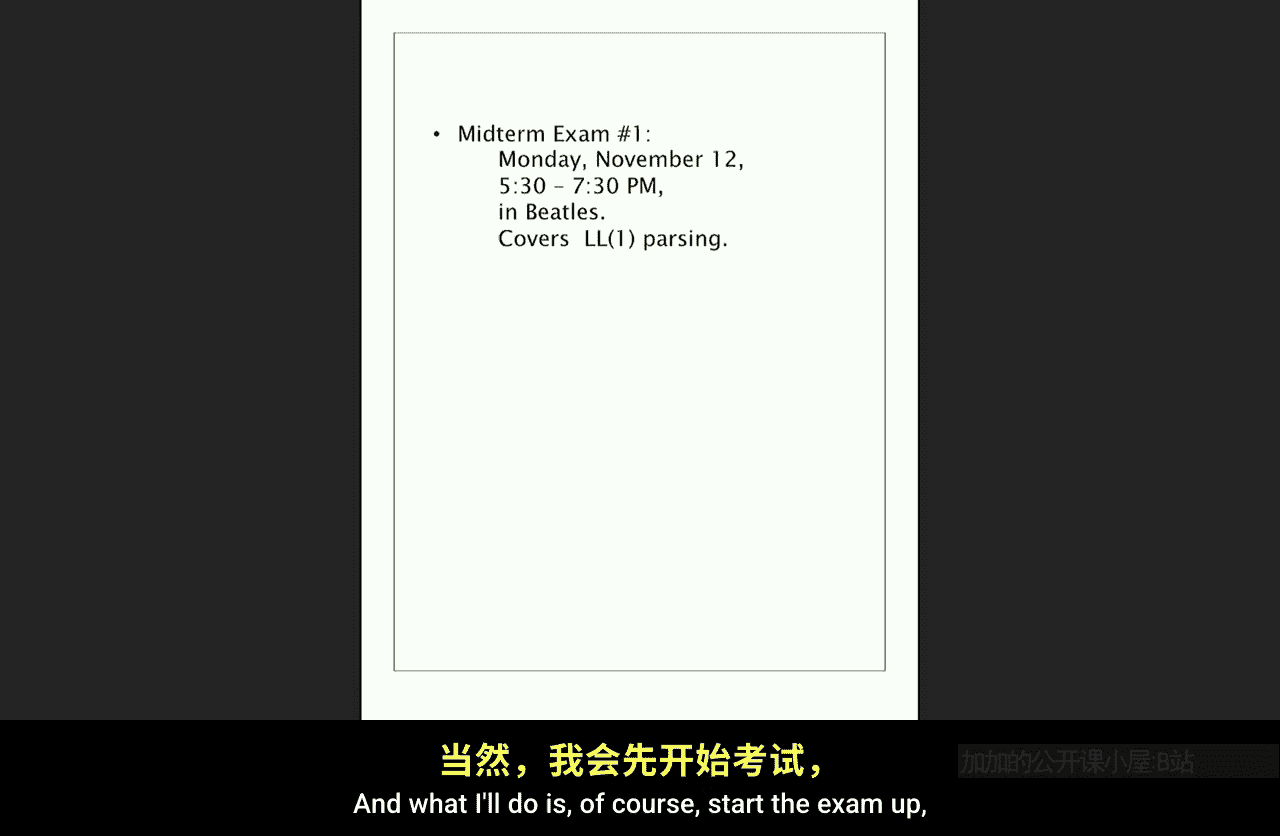 • Midterm Exam #1:
Monday, November 12,
5:30 – 7:30 PM,
in Beatles.
Covers LL(1) parsing.
当然，我会先开始考试，
加加的公开课小屋:B站
And what I'll do is, of course, start the exam up,